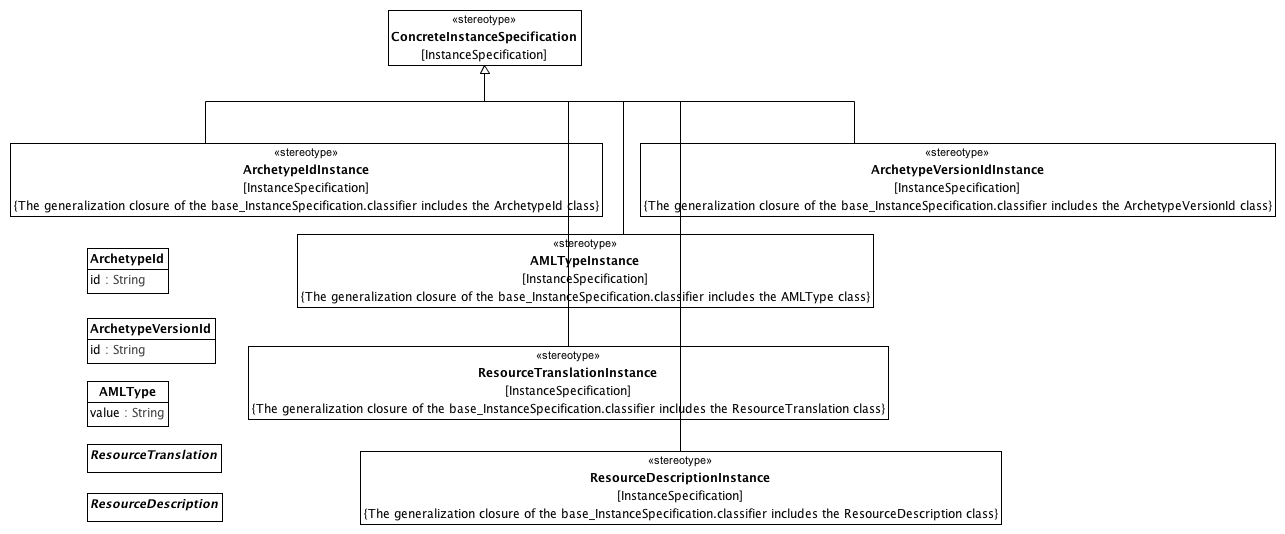 «stereotype»
ConcreteInstanceSpecification
[InstanceSpecification]
«stereotype»
ArchetypeIdInstance
[InstanceSpecification]
{The generalization closure of the base_InstanceSpecification.classifier includes the ArchetypeId class}
«stereotype»
ArchetypeVersionIdInstance
[InstanceSpecification]
{The generalization closure of the base_InstanceSpecification.classifier includes the ArchetypeVersionId class}
«stereotype»
AMLTypeInstance
[InstanceSpecification]
{The generalization closure of the base_InstanceSpecification.classifier includes the AMLType class}
ArchetypeId
id : String
ArchetypeVersionId
id : String
«stereotype»
ResourceTranslationInstance
[InstanceSpecification]
{The generalization closure of the base_InstanceSpecification.classifier includes the ResourceTranslation class}
AMLType
value : String
ResourceTranslation
«stereotype»
ResourceDescriptionInstance
[InstanceSpecification]
{The generalization closure of the base_InstanceSpecification.classifier includes the ResourceDescription class}
ResourceDescription